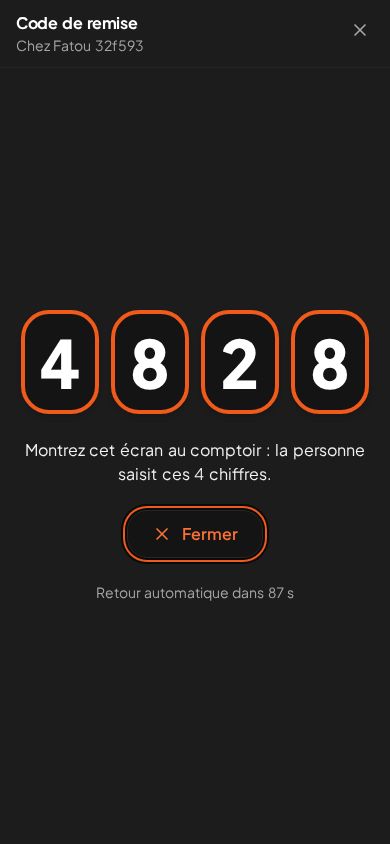 Code de remise
Chez Fatou 32f593
4 8 2 8
Montrez cet écran au comptoir : la personne
saisit ces 4 chiffres.
Fermer
Retour automatique dans 87 s